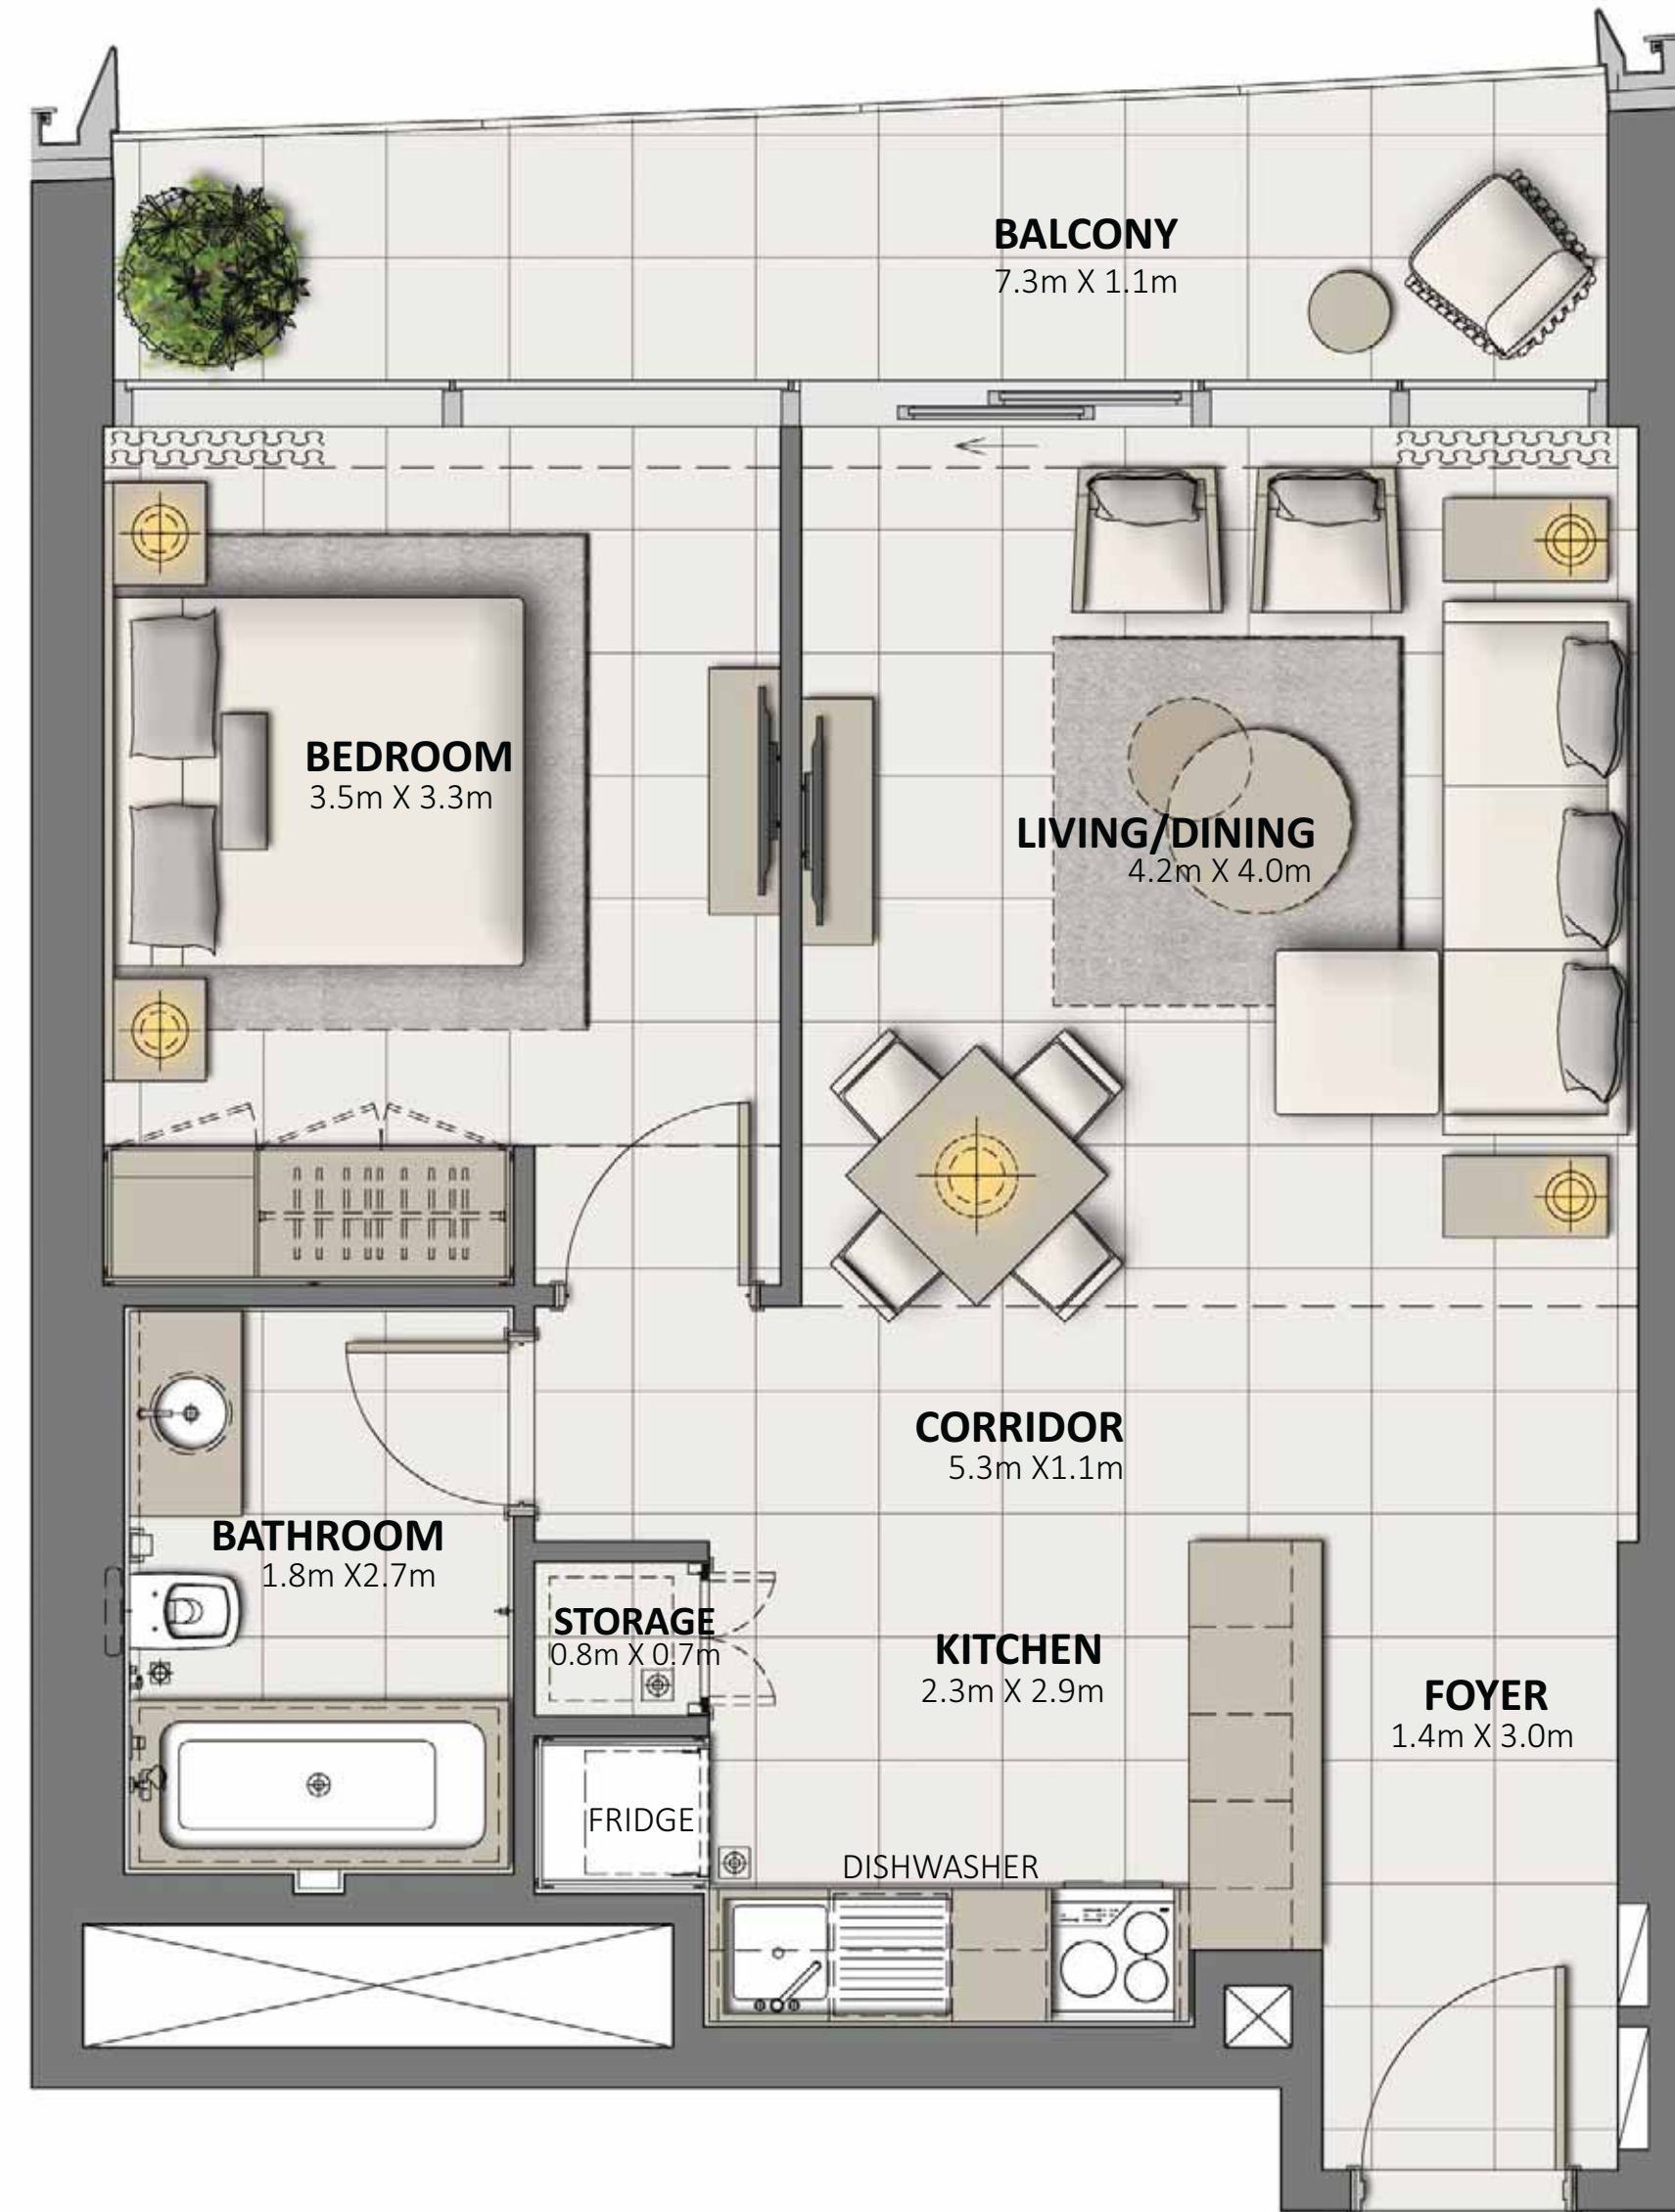 BALCONY
7.3m X 1.1m
BEDROOM
3.5m X 3.3m
LIVING/DINING
4.2m X 4.0m
CORRIDOR
5.3m X1.1m
BATHROOM
1.8m X2.7m
STORAGE
0.8m X 0.7m
KITCHEN
2.3m X 2.9m
FOYER
1.4m X 3.0m
FRIDGE
DISHWASHER